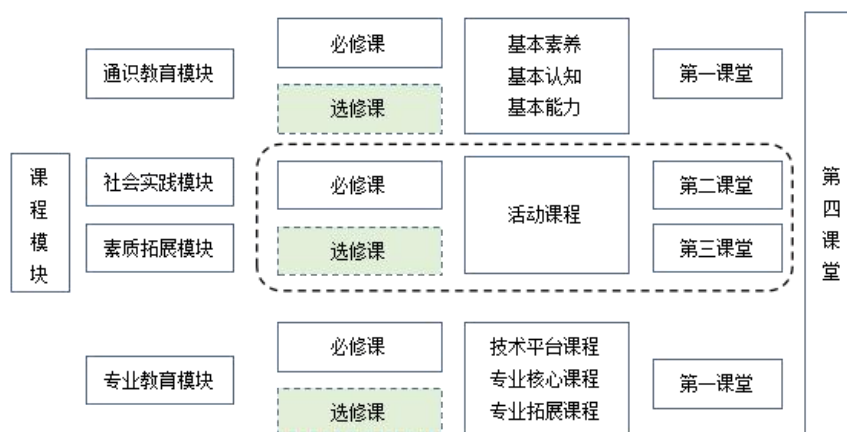 必修课
基本素养
通识教育模块
基本认知
第一课堂
选修课
基本能力
课程模块
社会实践模块
必修课
第二课堂
活动课程
素质拓展模块
选修课
第三课堂
第四课堂
必修课
技术平台课程
专业教育模块
专业核心课程
第一课堂
选修课
专业拓展课程